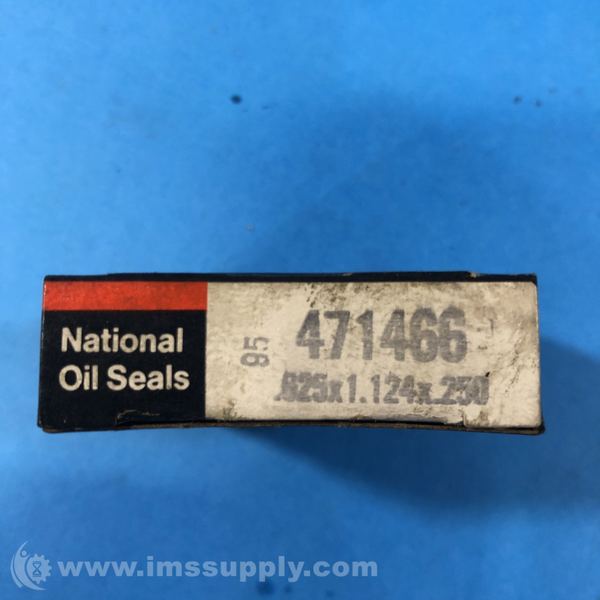 National
Oil Seals
95
471466
.625x1.124x.250
www.imssupply.com